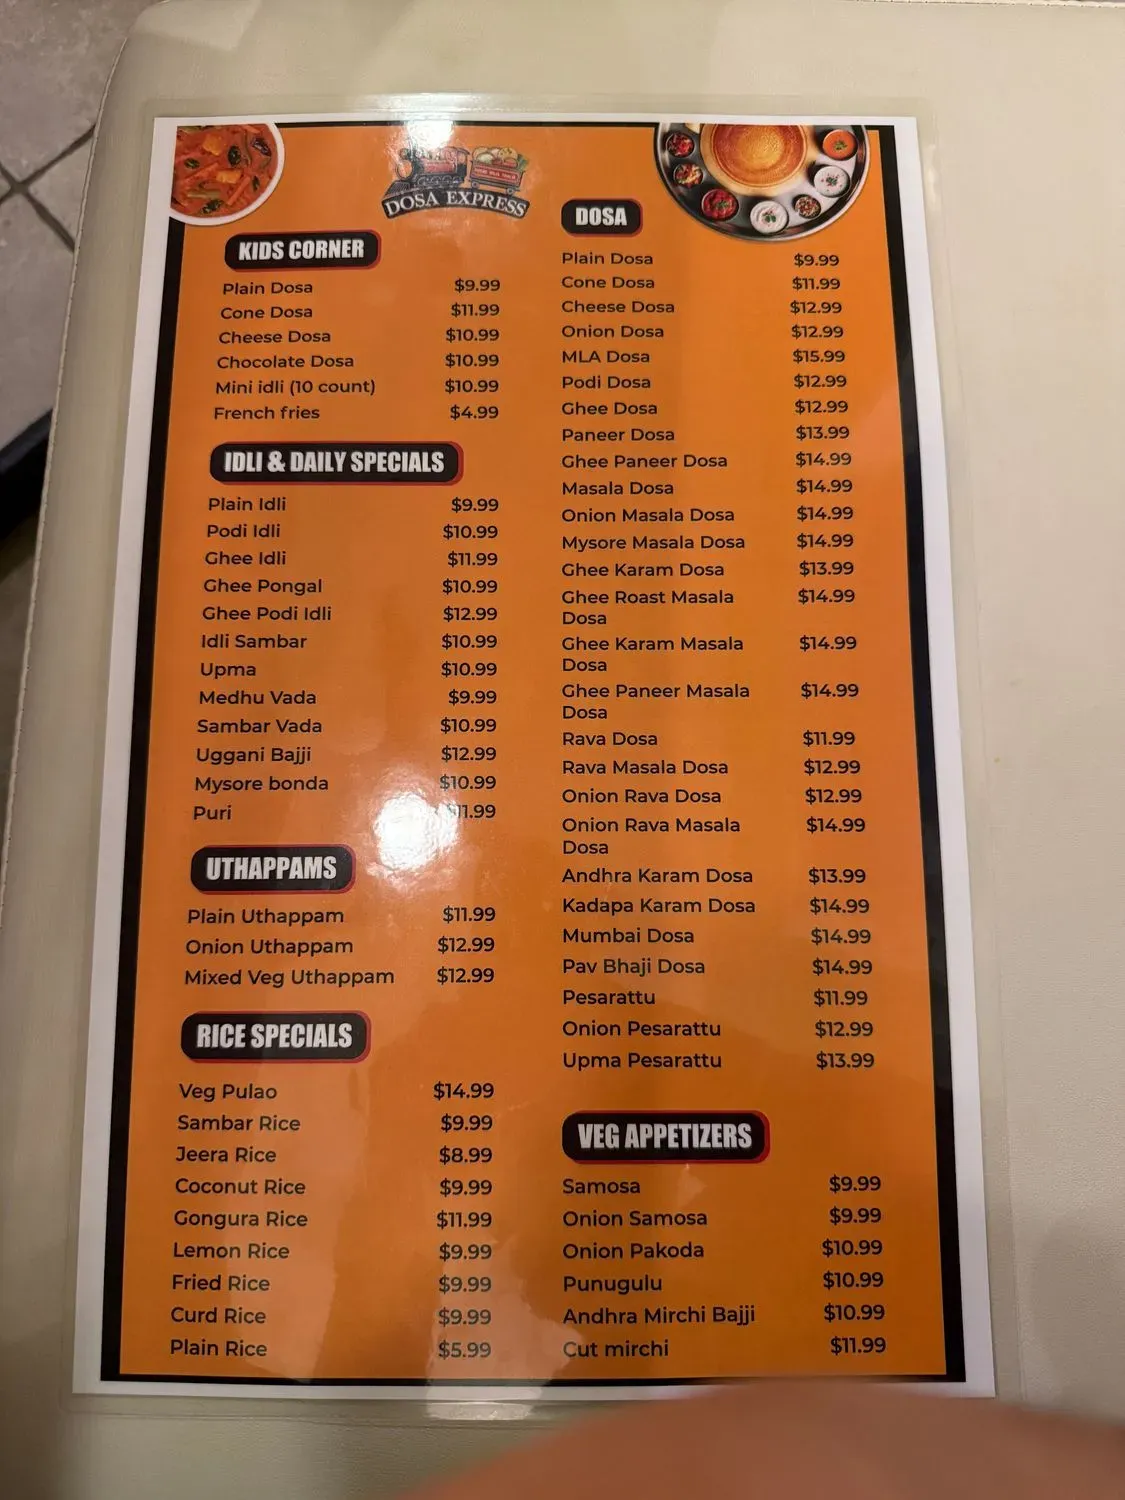 DOSA EXPRESS
KIDS CORNER
Plain Dosa $9.99
Cone Dosa $11.99
Cheese Dosa $10.99
Chocolate Dosa $10.99
Mini idli (10 count) $10.99
French fries $4.99
IDLI & DAILY SPECIALS
Plain Idli $9.99
Podi Idli $10.99
Ghee Idli $11.99
Ghee Pongal $10.99
Ghee Podi Idli $12.99
Idli Sambar $10.99
Upma $10.99
Medhu Vada $9.99
Sambar Vada $10.99
Uggani Bajji $12.99
Mysore bonda $10.99
Puri $11.99
UTHAPPAMS
Plain Uthappam $11.99
Onion Uthappam $12.99
Mixed Veg Uthappam $12.99
RICE SPECIALS
Veg Pulao $14.99
Sambar Rice $9.99
Jeera Rice $8.99
Coconut Rice $9.99
Gongura Rice $11.99
Lemon Rice $9.99
Fried Rice $9.99
Curd Rice $9.99
Plain Rice $5.99
DOSA
Plain Dosa $9.99
Cone Dosa $11.99
Cheese Dosa $12.99
Onion Dosa $12.99
MLA Dosa $15.99
Podi Dosa $12.99
Ghee Dosa $12.99
Paneer Dosa $13.99
Ghee Paneer Dosa $14.99
Masala Dosa $14.99
Onion Masala Dosa $14.99
Mysore Masala Dosa $14.99
Ghee Karam Dosa $13.99
Ghee Roast Masala $14.99
Dosa
Ghee Karam Masala $14.99
Dosa
Ghee Paneer Masala $14.99
Dosa
Rava Dosa $11.99
Rava Masala Dosa $12.99
Onion Rava Dosa $12.99
Onion Rava Masala $14.99
Dosa
Andhra Karam Dosa $13.99
Kadapa Karam Dosa $14.99
Mumbai Dosa $14.99
Pav Bhaji Dosa $14.99
Pesarattu $11.99
Onion Pesarattu $12.99
Upma Pesarattu $13.99
VEG APPETIZERS
Samosa $9.99
Onion Samosa $9.99
Onion Pakoda $10.99
Punugulu $10.99
Andhra Mirchi Bajji $10.99
Cut mirchi $11.99